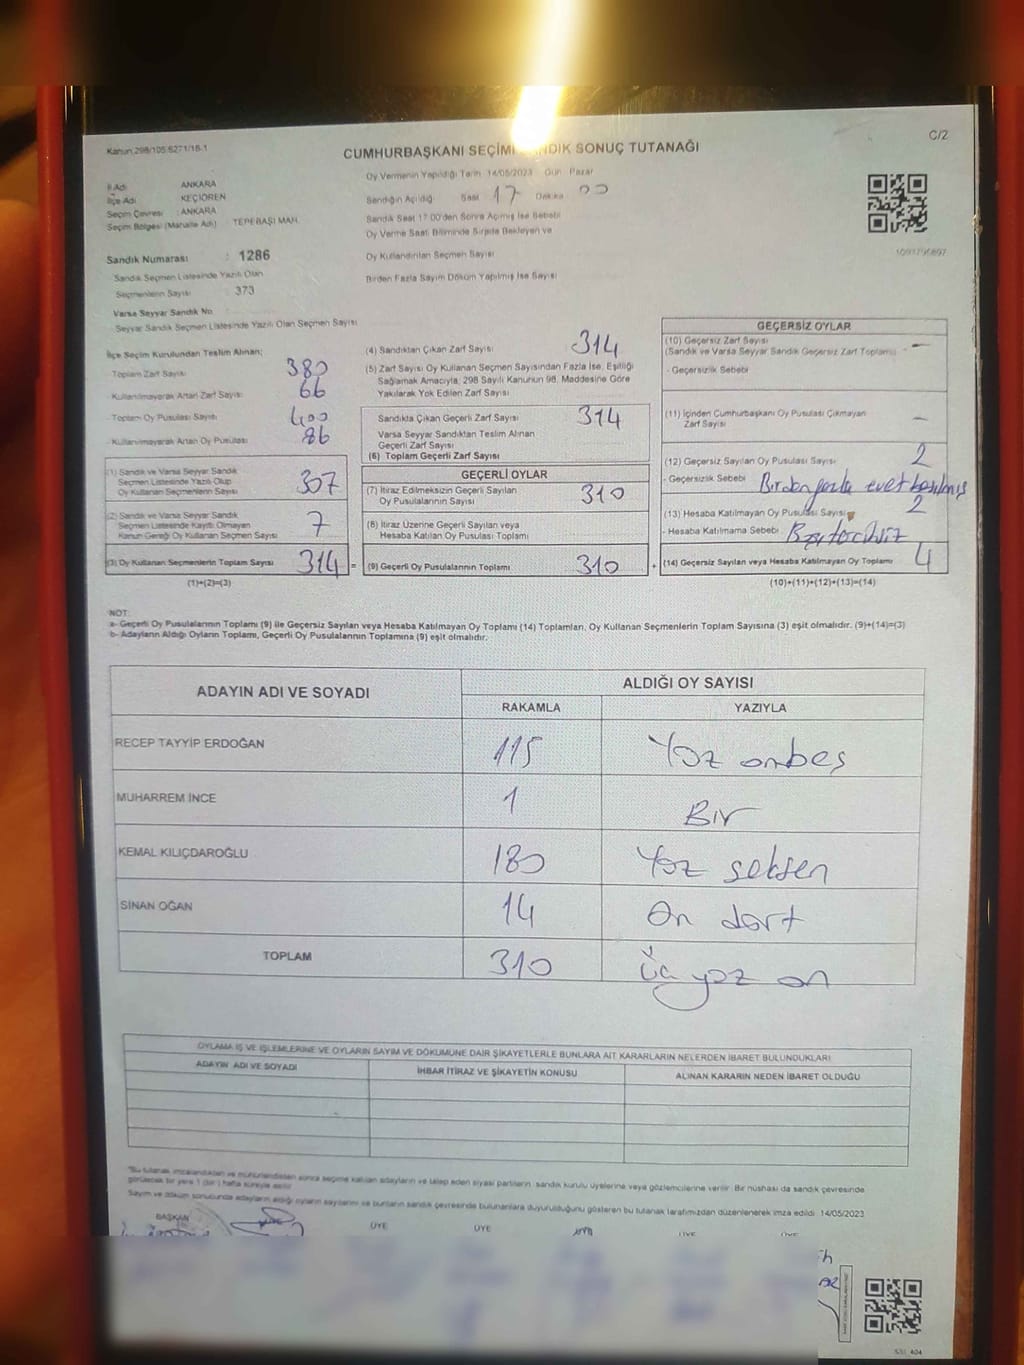 Kanun 298/105 6271/16-1
C/2
CUMHURBAŞKANI SEÇİMİ SANDIK SONUÇ TUTANAĞI
İl Adı ANKARA
İlçe Adı KEÇİÖREN
Seçim Çevresi : ANKARA
Seçim Bölgesi (Mahalle Adı) : TEPEBAŞI MAH.
Oy Vermenin Yapıldığı Tarih 14/05/2023 Gün Pazar
Sandığın Açıldığı Saat 17 Dakika 00
Sandık Saat 17:00'den Sonra Açılmış İse Sebebi
Oy Verme Saati Bitiminde Sırada Bekleyen ve
Oy Kullandırılan Seçmen Sayısı
Birden Fazla Sayım Döküm Yapılmış İse Sayısı
Sandık Numarası : 1286
Sandık Seçmen Listesinde Yazılı Olan
Seçmenlerin Sayısı : 373
Varsa Seyyar Sandık No
Seyyar Sandık Seçmen Listesinde Yazılı Olan Seçmen Sayısı
İlçe Seçim Kurulundan Teslim Alınan;
- Toplam Zarf Sayısı 380
- Kullanılmayarak Artan Zarf Sayısı 66
- Toplam Oy Pusulası Sayısı 400
- Kullanılmayarak Artan Oy Pusulası 86
(1) Sandık ve Varsa Seyyar Sandık
Seçmen Listesinde Yazılı Olup
Oy Kullanan Seçmenlerin Sayısı 307
(2) Sandık ve Varsa Seyyar Sandık
Seçmen Listesinde Kayıtlı Olmayan
Kanun Gereği Oy Kullanan Seçmen Sayısı 7
(3) Oy Kullanan Seçmenlerin Toplam Sayısı 314 =
(1)+(2)=(3)
(4) Sandıktan Çıkan Zarf Sayısı 314
(5) Zarf Sayısı Oy Kullanan Seçmen Sayısından Fazla İse, Eşitliği
Sağlamak Amacıyla, 298 Sayılı Kanunun 98. Maddesine Göre
Yakılarak Yok Edilen Zarf Sayısı
Sandıkta Çıkan Geçerli Zarf Sayısı 314
Varsa Seyyar Sandıktan Teslim Alınan
Geçerli Zarf Sayısı
(6) Toplam Geçerli Zarf Sayısı
GEÇERLİ OYLAR
(7) İtiraz Edilmeksizin Geçerli Sayılan
Oy Pusulalarının Sayısı 310
(8) İtiraz Üzerine Geçerli Sayılan veya
Hesaba Katılan Oy Pusulası Toplamı
(9) Geçerli Oy Pusulalarının Toplamı 310 +
GEÇERSİZ OYLAR
(10) Geçersiz Zarf Sayısı
(Sandık ve Varsa Seyyar Sandık Geçersiz Zarf Toplamı) -
- Geçersizlik Sebebi
(11) İçinden Cumhurbaşkanı Oy Pusulası Çıkmayan
Zarf Sayısı -
(12) Geçersiz Sayılan Oy Pusulası Sayısı 2
- Geçersizlik Sebebi Birden fazla evet basılmış
(13) Hesaba Katılmayan Oy Pusulası Sayısı 2
- Hesaba Katılmama Sebebi
(14) Geçersiz Sayılan veya Hesaba Katılmayan Oy Toplamı 4
(10)+(11)+(12)+(13)=(14)
NOT:
a- Geçerli Oy Pusulalarının Toplamı (9) ile Geçersiz Sayılan veya Hesaba Katılmayan Oy Toplamı (14) Toplamları, Oy Kullanan Seçmenlerin Toplam Sayısına (3) eşit olmalıdır. (9)+(14)=(3)
b- Adayların Aldığı Oyların Toplamı, Geçerli Oy Pusulalarının Toplamına (9) eşit olmalıdır.
ADAYIN ADI VE SOYADI
ALDIĞI OY SAYISI
RAKAMLA YAZIYLA
RECEP TAYYİP ERDOĞAN 115 Yüz onbeş
MUHARREM İNCE 1 Bir
KEMAL KILIÇDAROĞLU 180 Yüz seksen
SİNAN OĞAN 14 On dört
TOPLAM 310 Üç yüz on
OYLAMA İŞ VE İŞLEMLERİNE VE OYLARIN SAYIM VE DÖKÜMÜNE DAİR ŞİKAYETLERLE BUNLARA AİT KARARLARIN NELERDEN İBARET BULUNDUKLARI
ADAYIN ADI VE SOYADI
İHBAR İTİRAZ VE ŞİKAYETİN KONUSU
ALINAN KARARIN NEDEN İBARET OLDUĞU
"Bu tutanak imzalandıktan ve mühürlendikten sonra seçime katılan adayların ve talep eden siyasi partilerin sandık kurulu üyelerine veya gözlemcilerine verilir. Bir nüshası da sandık çevresinde
görülecek bir yere 1 (bir) hafta süreyle asılır
Sayım ve döküm sonucunda adayların aldığı oyların sayılarını ve bunların sandık çevresinde bulunanlara duyurulduğunu gösteren bu tutanak tarafımızdan düzenlenerek imza edildi. 14/05/2023
BAŞKAN
ÜYE
ÜYE